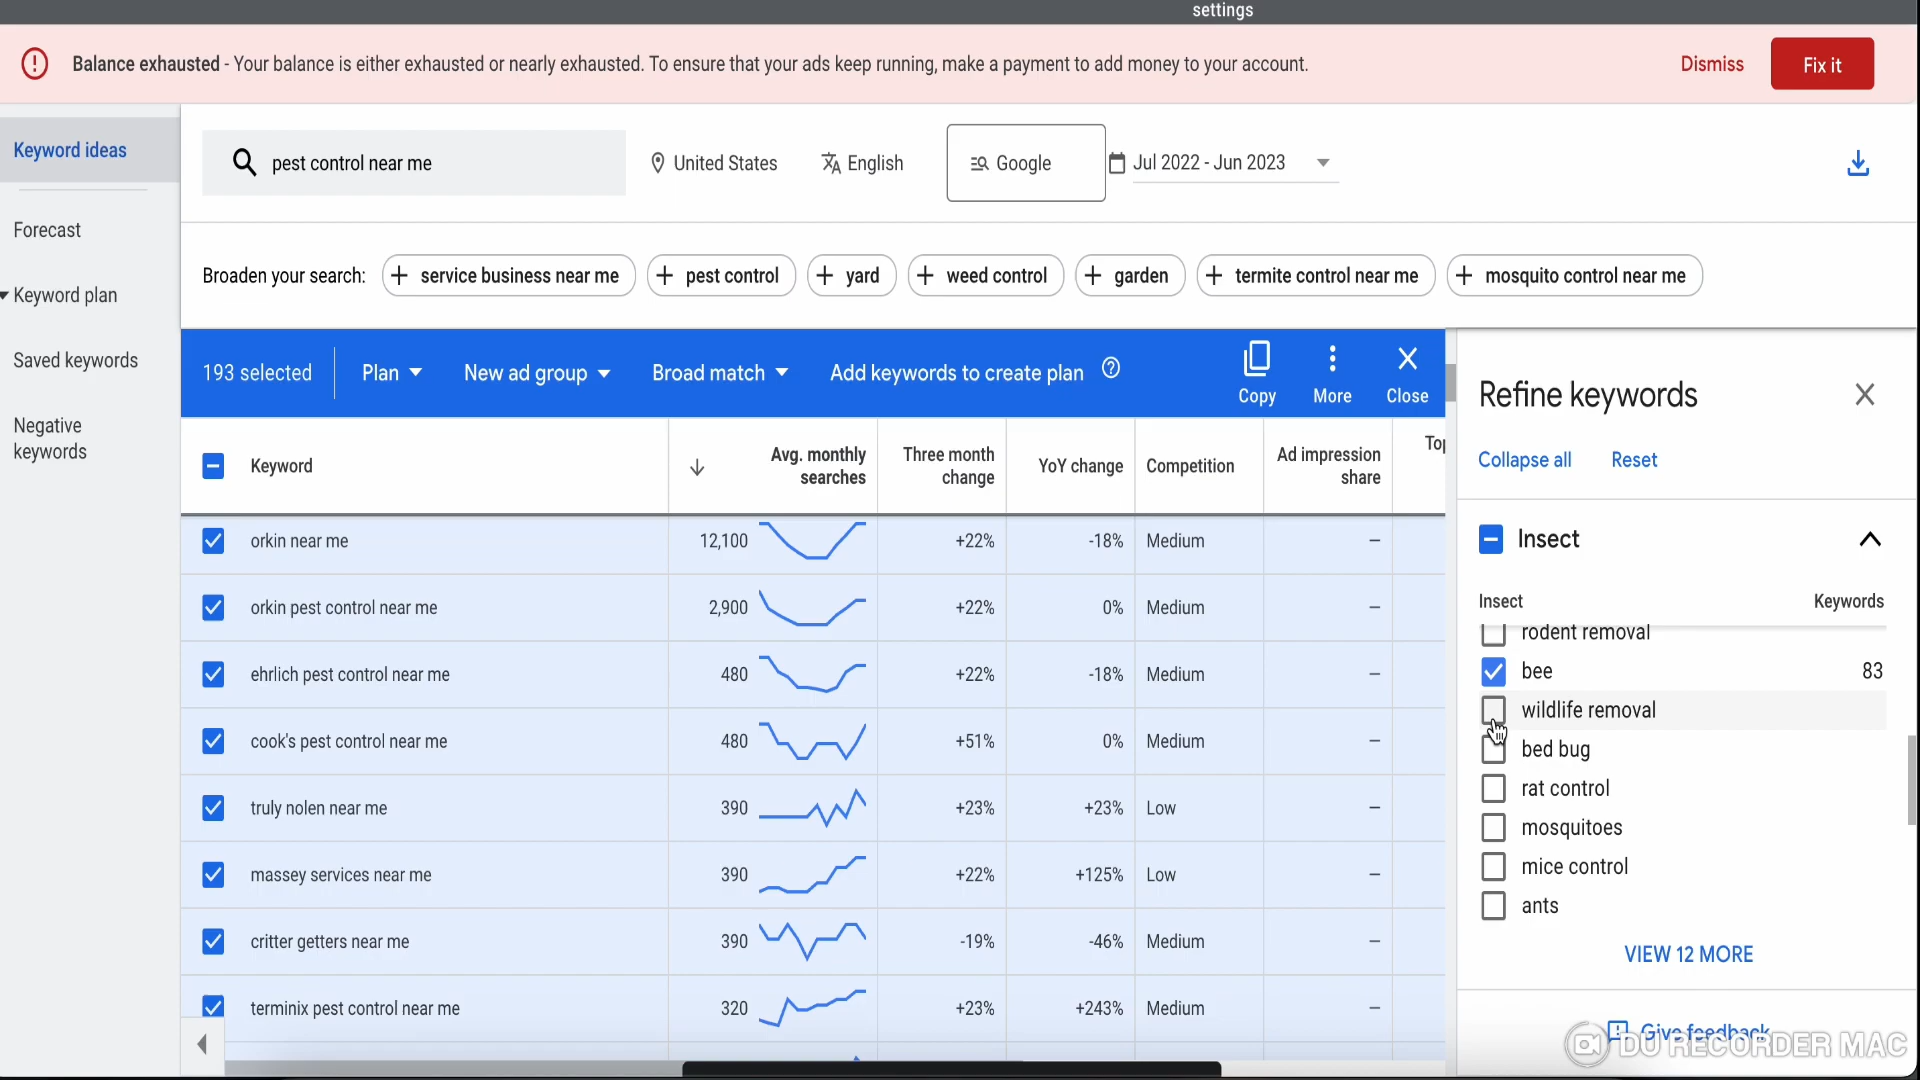 settings
Balance exhausted - Your balance is either exhausted or nearly exhausted. To ensure that your ads keep running, make a payment to add money to your account.
Dismiss
Fix it
Keyword ideas
Forecast
Keyword plan
Saved keywords
Negative
keywords
pest control near me
United States
English
Google
Jul 2022 - Jun 2023
Broaden your search:
service business near me
pest control
yard
weed control
garden
termite control near me
mosquito control near me
193 selected
Plan
New ad group
Broad match
Add keywords to create plan
Copy
More
Close
Keyword
Avg. monthly
searches
Three month
change
YoY change
Competition
Ad impression
share
Top
orkin near me 12,100 +22% -18% Medium –
orkin pest control near me 2,900 +22% 0% Medium –
ehrlich pest control near me 480 +22% -18% Medium –
cook's pest control near me 480 +51% 0% Medium –
truly nolen near me 390 +23% +23% Low –
massey services near me 390 +22% +125% Low –
critter getters near me 390 -19% -46% Medium –
terminix pest control near me 320 +23% +243% Medium –
Refine keywords
Collapse all
Reset
Insect
Insect Keywords
rodent removal
bee 83
wildlife removal
bed bug
rat control
mosquitoes
mice control
ants
VIEW 12 MORE
Give feedback
DU RECORDER MAC